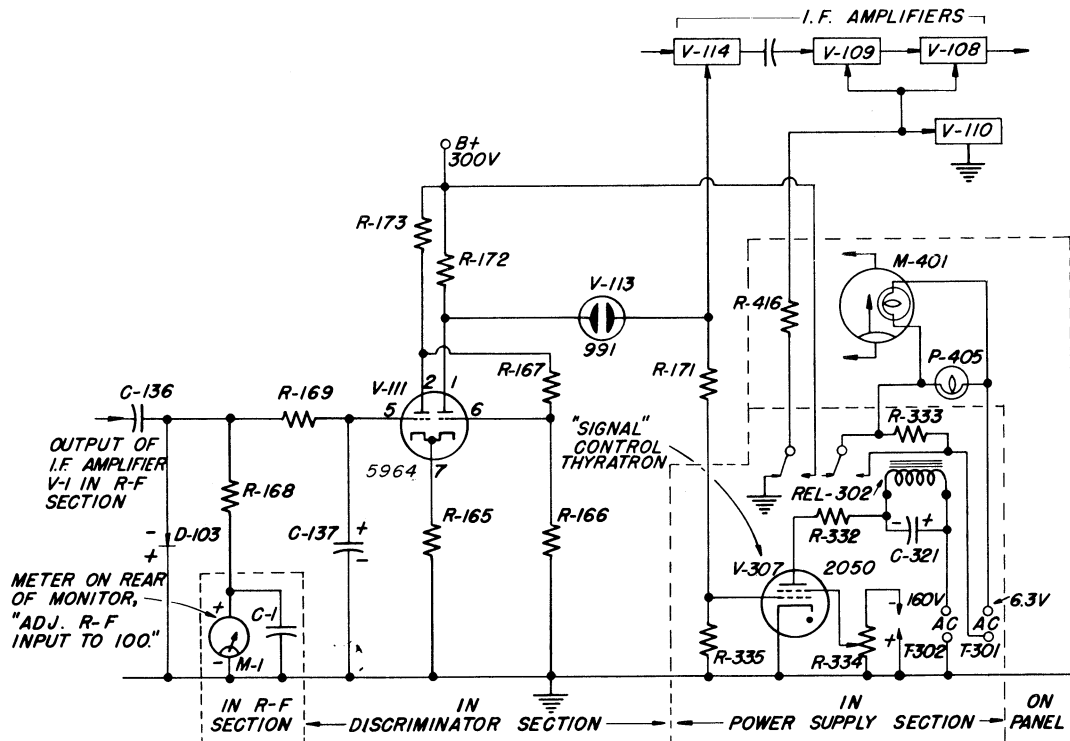 I.F. AMPLIFIERS
V-114
V-109
V-108
V-110
B+
300V
R-173
R-172
V-113
991
M-401
R-416
P-405
R-167
R-171
C-136
R-169
V-111
2
1
5
6
7
5964
"SIGNAL"
CONTROL
THYRATRON
R-333
OUTPUT OF
I.F. AMPLIFIER
V-1 IN R-F
SECTION
R-168
REL-302
-
+
D-103
C-137
+
-
R-165
R-166
R-332
-
+
C-321
METER ON REAR
OF MONITOR,
"ADJ. R-F
INPUT TO 100."
+
-
M-1
C-1
V-307
2050
160V
6.3V
AC
AC
-
+
R-335
R-334
T-302
T-301
IN R-F
SECTION
IN
DISCRIMINATOR SECTION
IN
POWER SUPPLY SECTION
ON
PANEL